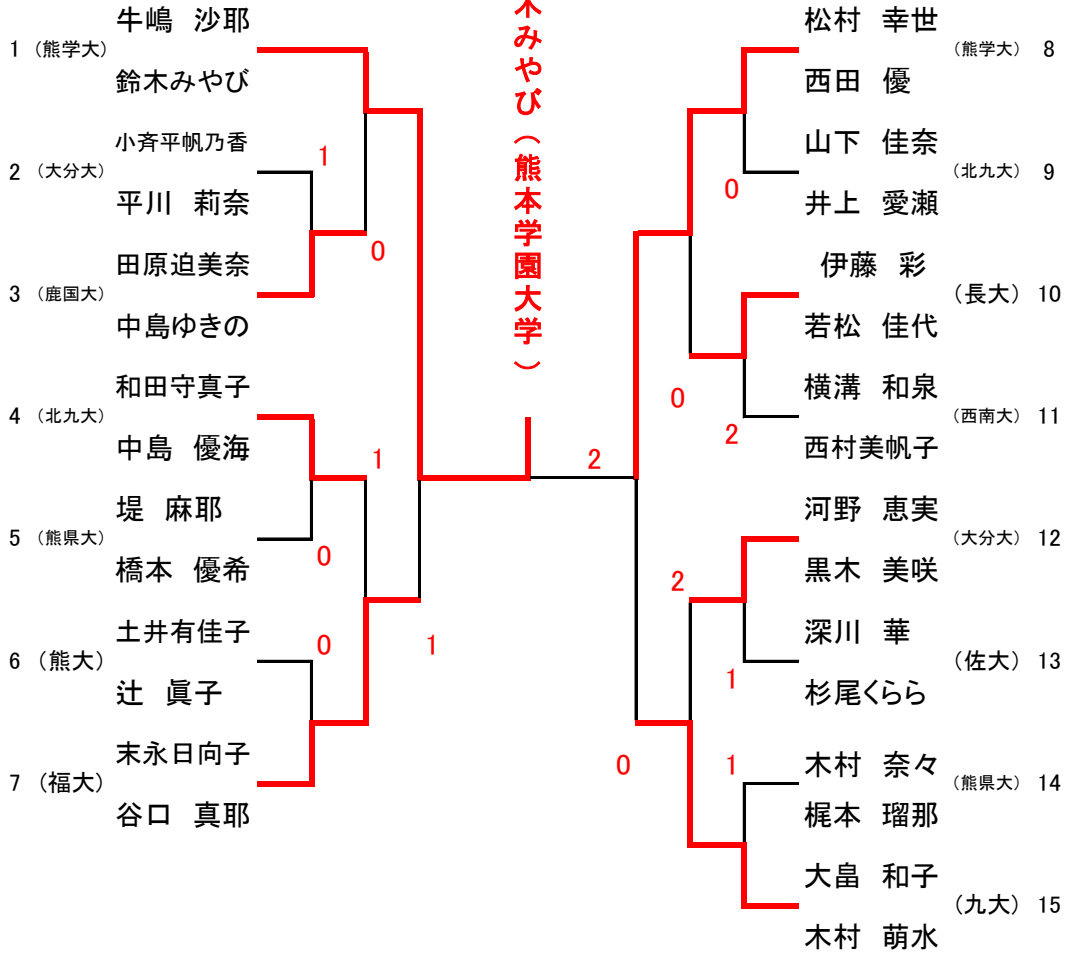 木みやび(熊本学園大学)
牛嶋 沙耶
1 (熊学大)
鈴木みやび
小斉平帆乃香
1
2 (大分大)
平川 莉奈
0
田原迫美奈
3 (鹿国大)
中島ゆきの
和田守真子
4 (北九大)
中島 優海
1
堤 麻耶
5 (熊県大)
0
橋本 優希
土井有佳子
0
6 (熊大)
1
辻 眞子
末永日向子
7 (福大)
谷口 真耶
2
松村 幸世
(熊学大) 8
西田 優
山下 佳奈
(北九大) 9
0
井上 愛瀬
伊藤 彩
(長大) 10
若松 佳代
0
横溝 和泉
(西南大) 11
2
西村美帆子
河野 恵実
(大分大) 12
2
黒木 美咲
深川 華
(佐大) 13
1
杉尾くらら
0
1
木村 奈々
(熊県大) 14
梶本 瑠那
大畠 和子
(九大) 15
木村 萌水